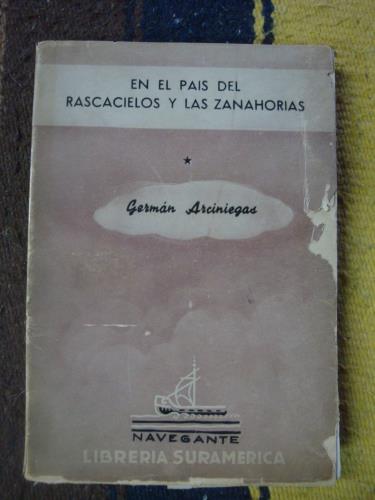 EN EL PAIS DEL
RASCACIELOS Y LAS ZANAHORIAS
Germán Arciniegas
NAVEGANTE
LIBRERIA SURAMERICA